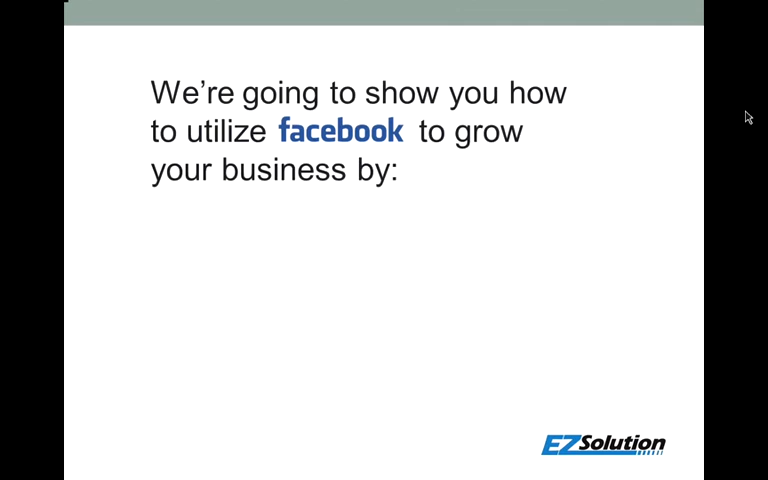 We're going to show you how
to utilize facebook to grow
your business by:
EZSolution